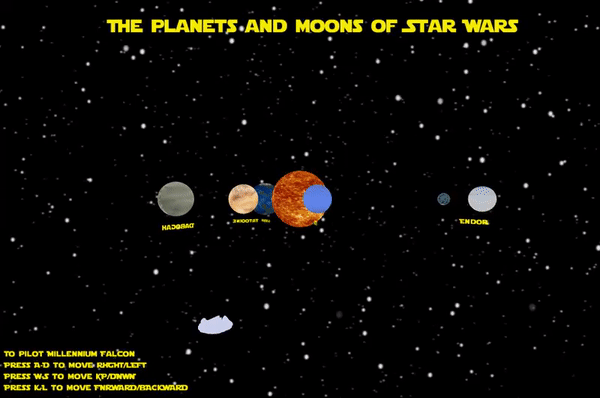 THE PLANETS AND MOONS OF STAR WARS
ENDOR
TO PILOT MILLENNIUM FALCON
PRESS A-D TO MOVE RIGHT/LEFT
PRESS W-S TO MOVE UP/DOWN
PRESS K-L TO MOVE FORWARD/BACKWARD